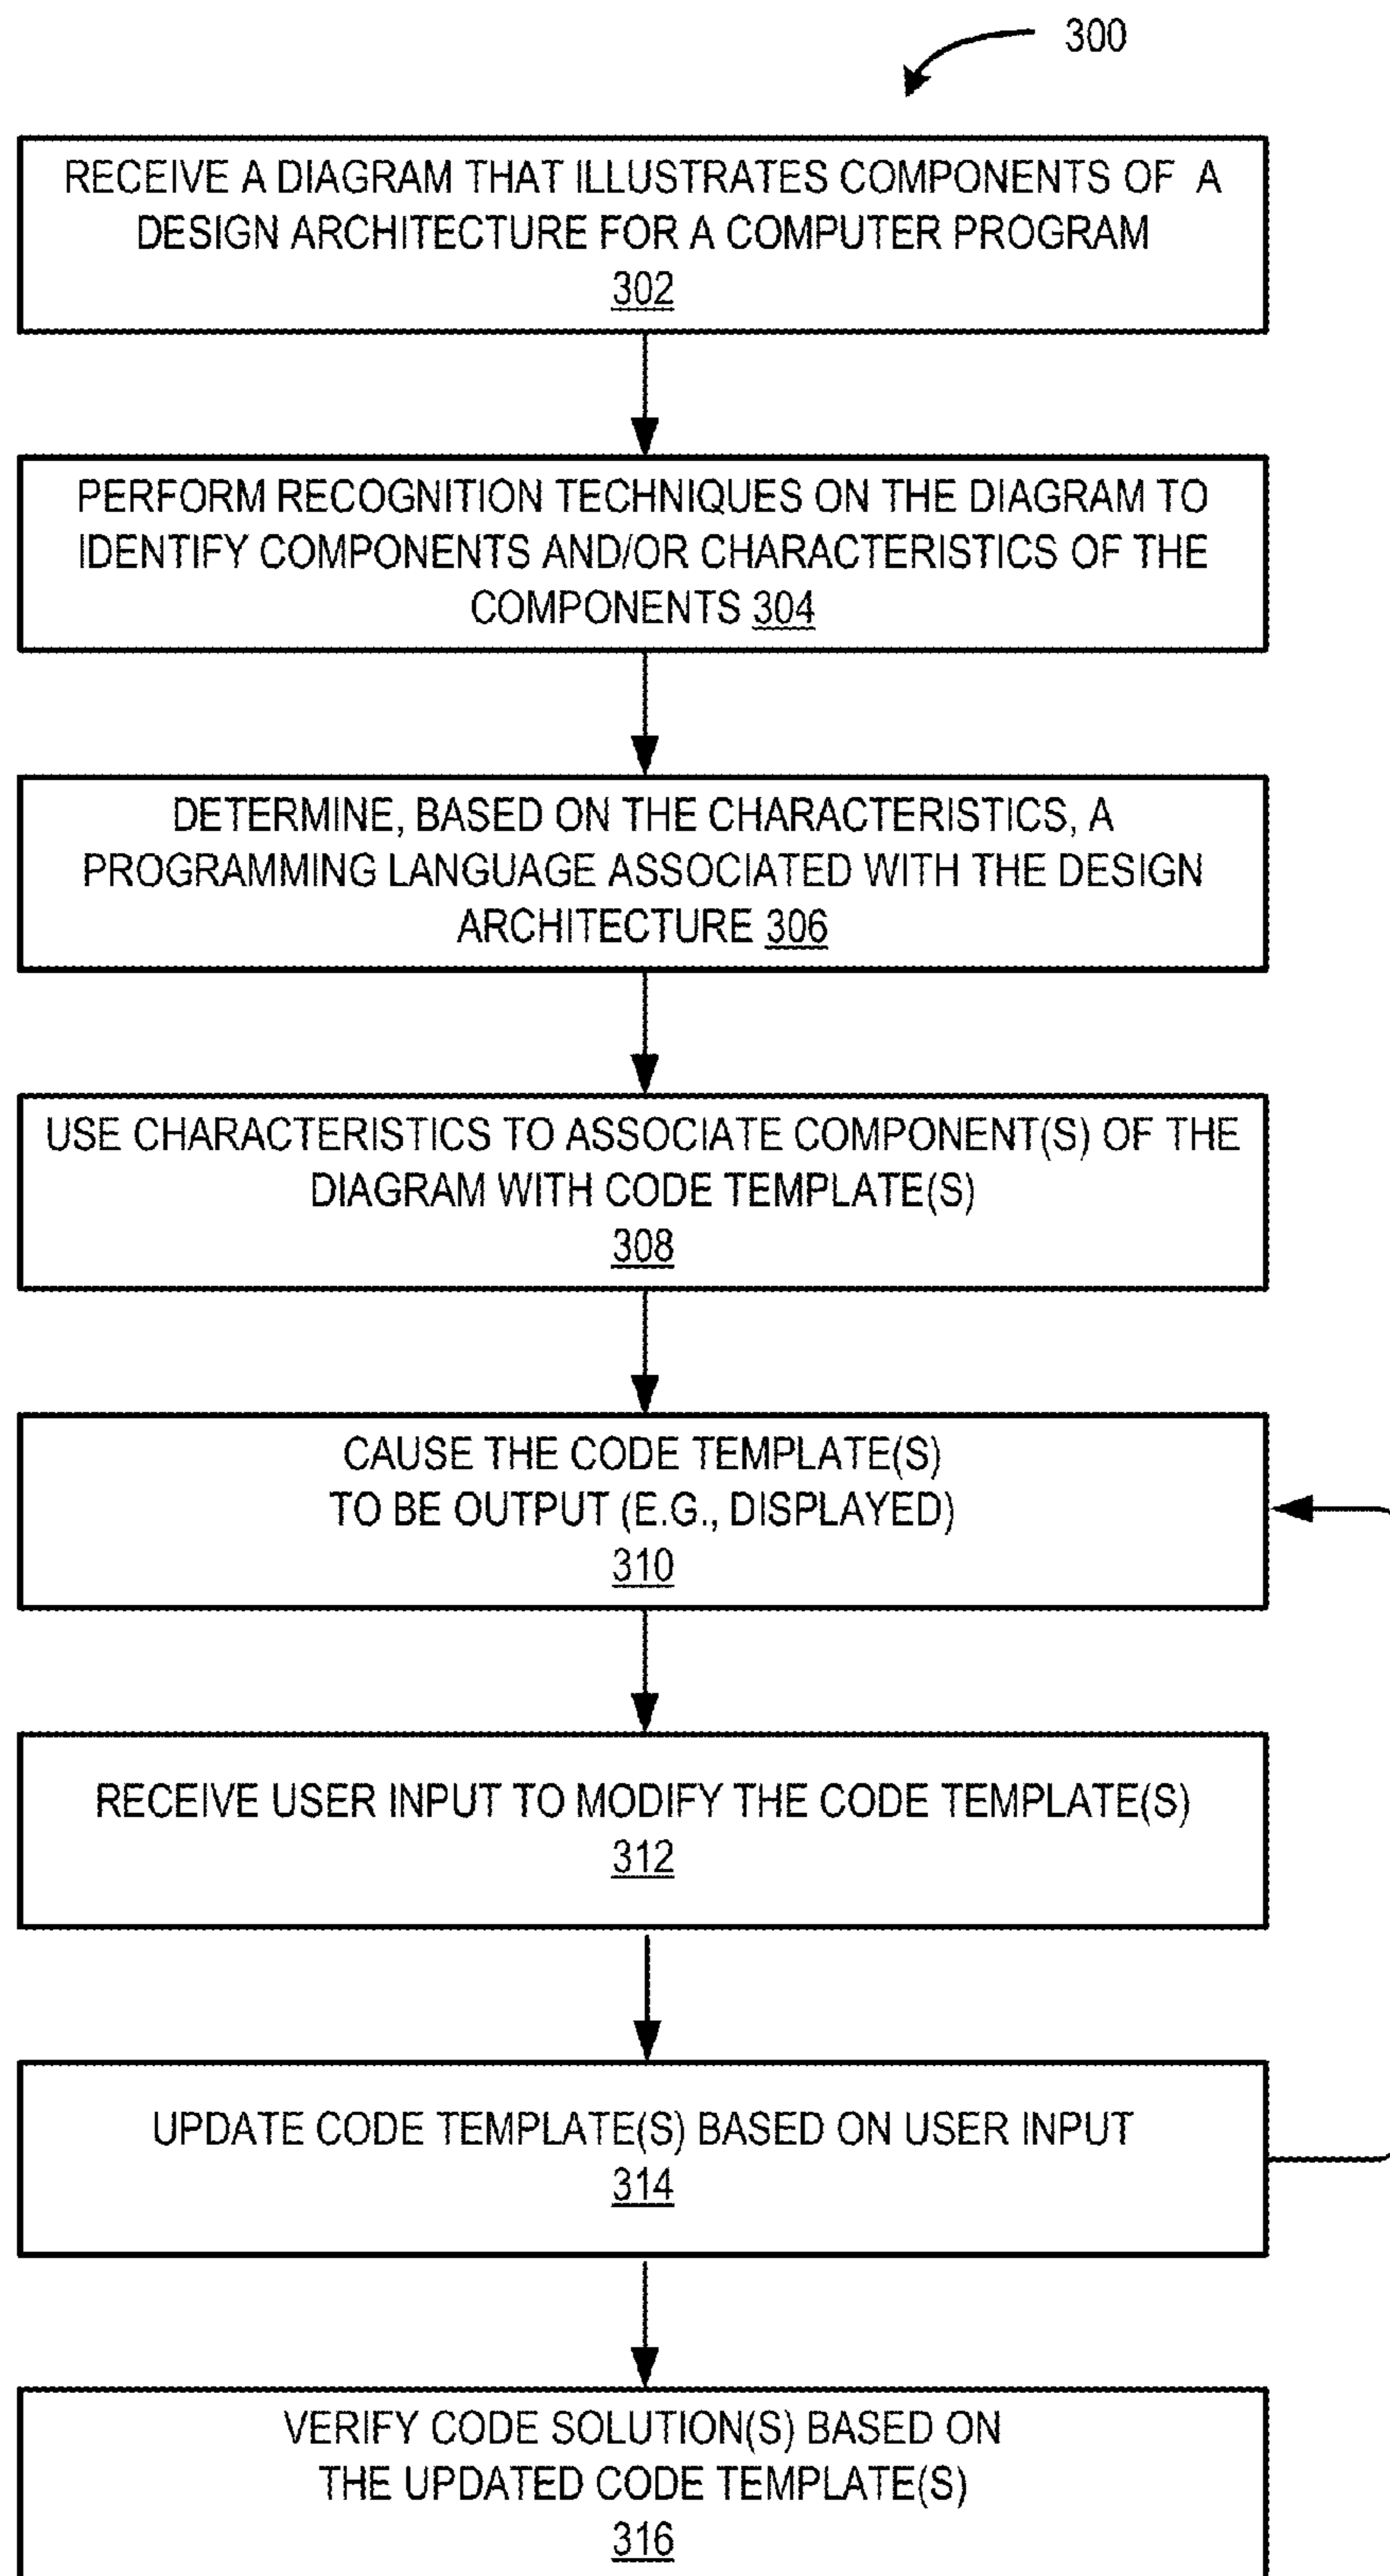 300
RECEIVE A DIAGRAM THAT ILLUSTRATES COMPONENTS OF A
DESIGN ARCHITECTURE FOR A COMPUTER PROGRAM
302
PERFORM RECOGNITION TECHNIQUES ON THE DIAGRAM TO
IDENTIFY COMPONENTS AND/OR CHARACTERISTICS OF THE
COMPONENTS 304
DETERMINE, BASED ON THE CHARACTERISTICS, A
PROGRAMMING LANGUAGE ASSOCIATED WITH THE DESIGN
ARCHITECTURE 306
USE CHARACTERISTICS TO ASSOCIATE COMPONENT(S) OF THE
DIAGRAM WITH CODE TEMPLATE(S)
308
CAUSE THE CODE TEMPLATE(S)
TO BE OUTPUT (E.G., DISPLAYED)
310
RECEIVE USER INPUT TO MODIFY THE CODE TEMPLATE(S)
312
UPDATE CODE TEMPLATE(S) BASED ON USER INPUT
314
VERIFY CODE SOLUTION(S) BASED ON
THE UPDATED CODE TEMPLATE(S)
316